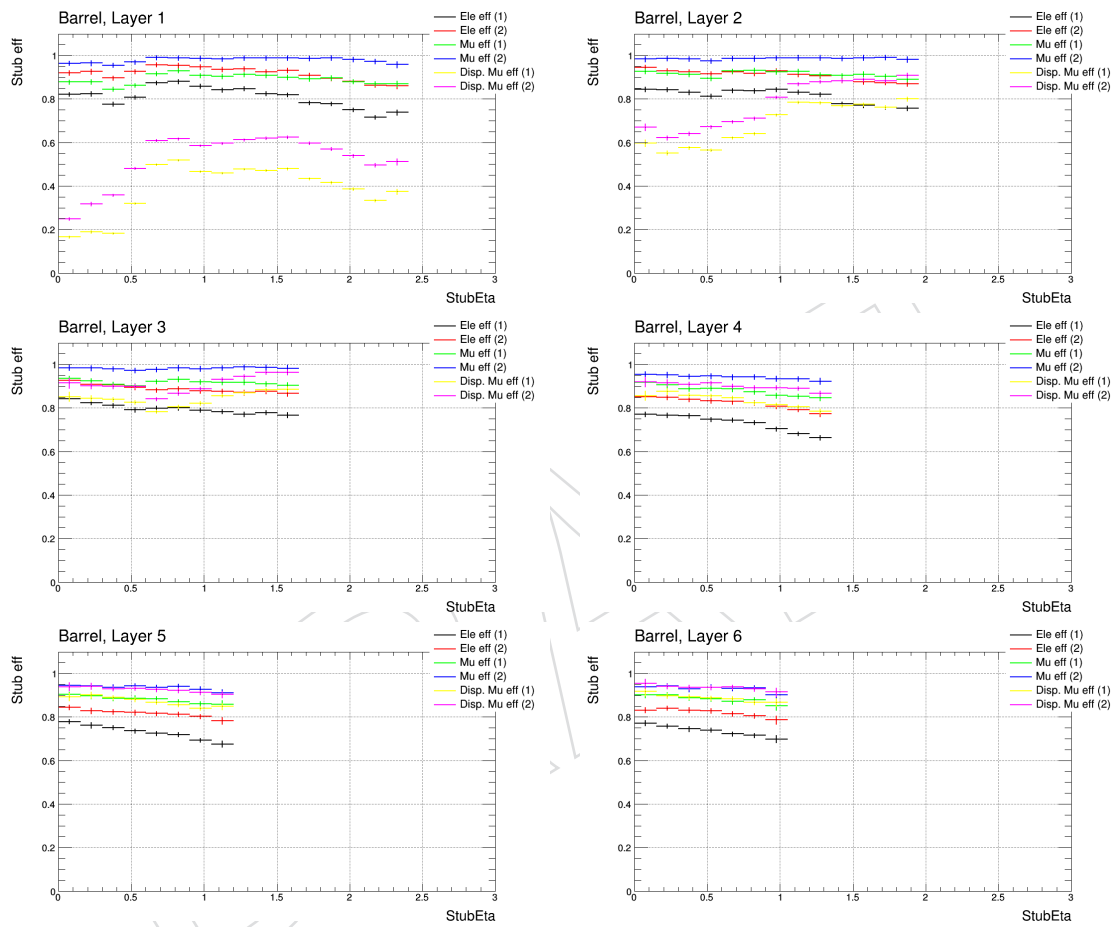 Barrel, Layer 1
Stub eff
Ele eff (1)
Ele eff (2)
Mu eff (1)
Mu eff (2)
Disp. Mu eff (1)
Disp. Mu eff (2)
1
0.8
0.6
0.4
0.2
0
0 0.5 1 1.5 2 2.5 3
StubEta
Barrel, Layer 2
Stub eff
Ele eff (1)
Ele eff (2)
Mu eff (1)
Mu eff (2)
Disp. Mu eff (1)
Disp. Mu eff (2)
1
0.8
0.6
0.4
0.2
0
0 0.5 1 1.5 2 2.5 3
StubEta
Barrel, Layer 3
Stub eff
Ele eff (1)
Ele eff (2)
Mu eff (1)
Mu eff (2)
Disp. Mu eff (1)
Disp. Mu eff (2)
1
0.8
0.6
0.4
0.2
0
0 0.5 1 1.5 2 2.5 3
StubEta
Barrel, Layer 4
Stub eff
Ele eff (1)
Ele eff (2)
Mu eff (1)
Mu eff (2)
Disp. Mu eff (1)
Disp. Mu eff (2)
1
0.8
0.6
0.4
0.2
0
0 0.5 1 1.5 2 2.5 3
StubEta
Barrel, Layer 5
Stub eff
Ele eff (1)
Ele eff (2)
Mu eff (1)
Mu eff (2)
Disp. Mu eff (1)
Disp. Mu eff (2)
1
0.8
0.6
0.4
0.2
0
0 0.5 1 1.5 2 2.5 3
StubEta
Barrel, Layer 6
Stub eff
Ele eff (1)
Ele eff (2)
Mu eff (1)
Mu eff (2)
Disp. Mu eff (1)
Disp. Mu eff (2)
1
0.8
0.6
0.4
0.2
0
0 0.5 1 1.5 2 2.5 3
StubEta